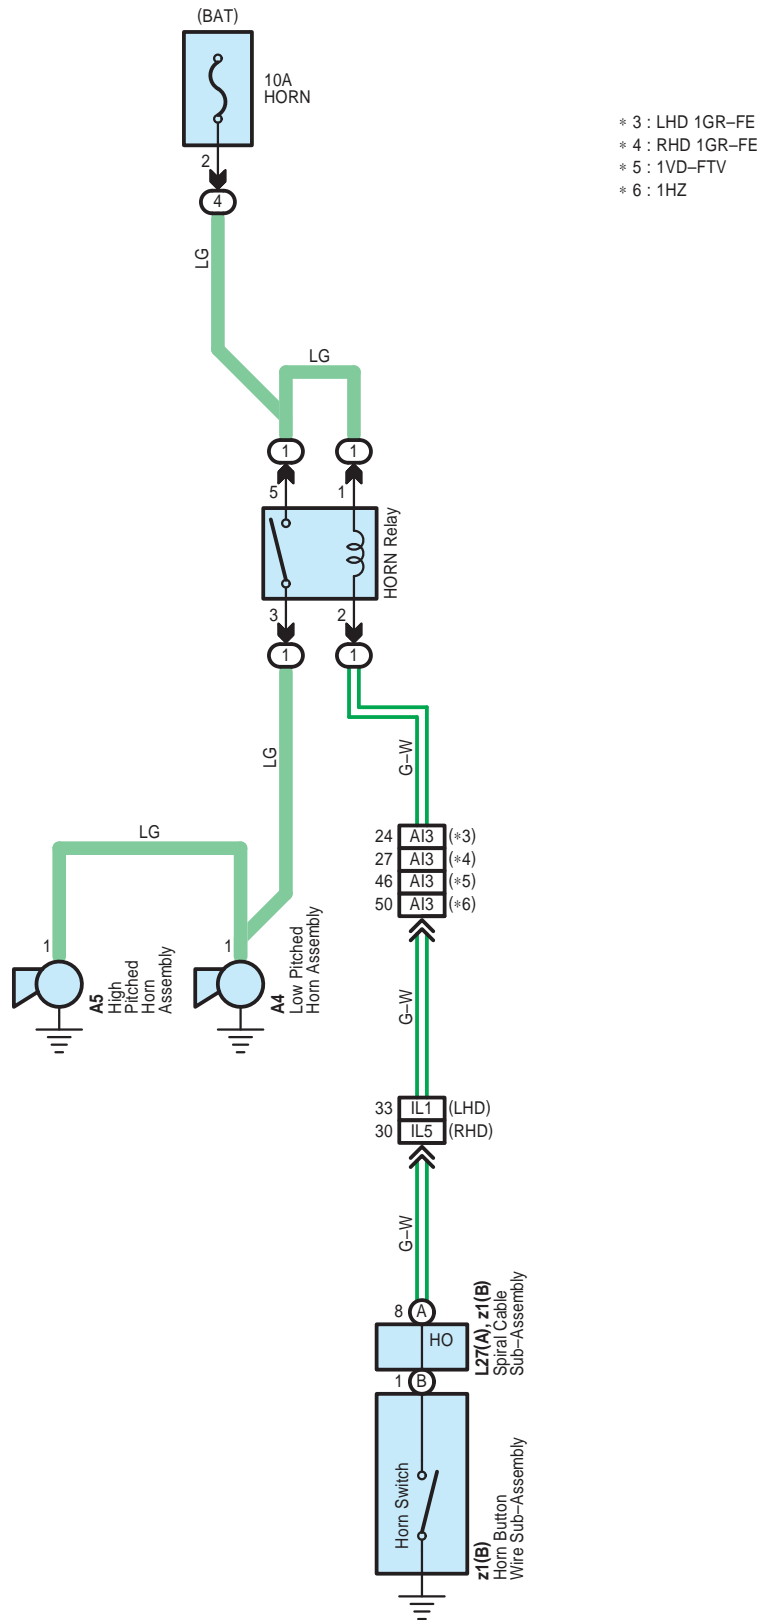 (BAT)
10A
HORN
∗ 3 : LHD 1GR–FE
∗ 4 : RHD 1GR–FE
∗ 5 : 1VD–FTV
∗ 6 : 1HZ
2
4
LG
LG
1
1
5
1
HORN Relay
3
2
1
1
LG
G–W
LG
24 AI3 (∗3)
27 AI3 (∗4)
46 AI3 (∗5)
50 AI3 (∗6)
1
A5
High
Pitched
Horn
Assembly
1
A4
Low Pitched
Horn Assembly
G–W
33 IL1 (LHD)
30 IL5 (RHD)
G–W
8 A
HO
L27(A), z1(B)
Spiral Cable
Sub–Assembly
1 B
Horn Switch
z1(B)
Horn Button
Wire Sub–Assembly